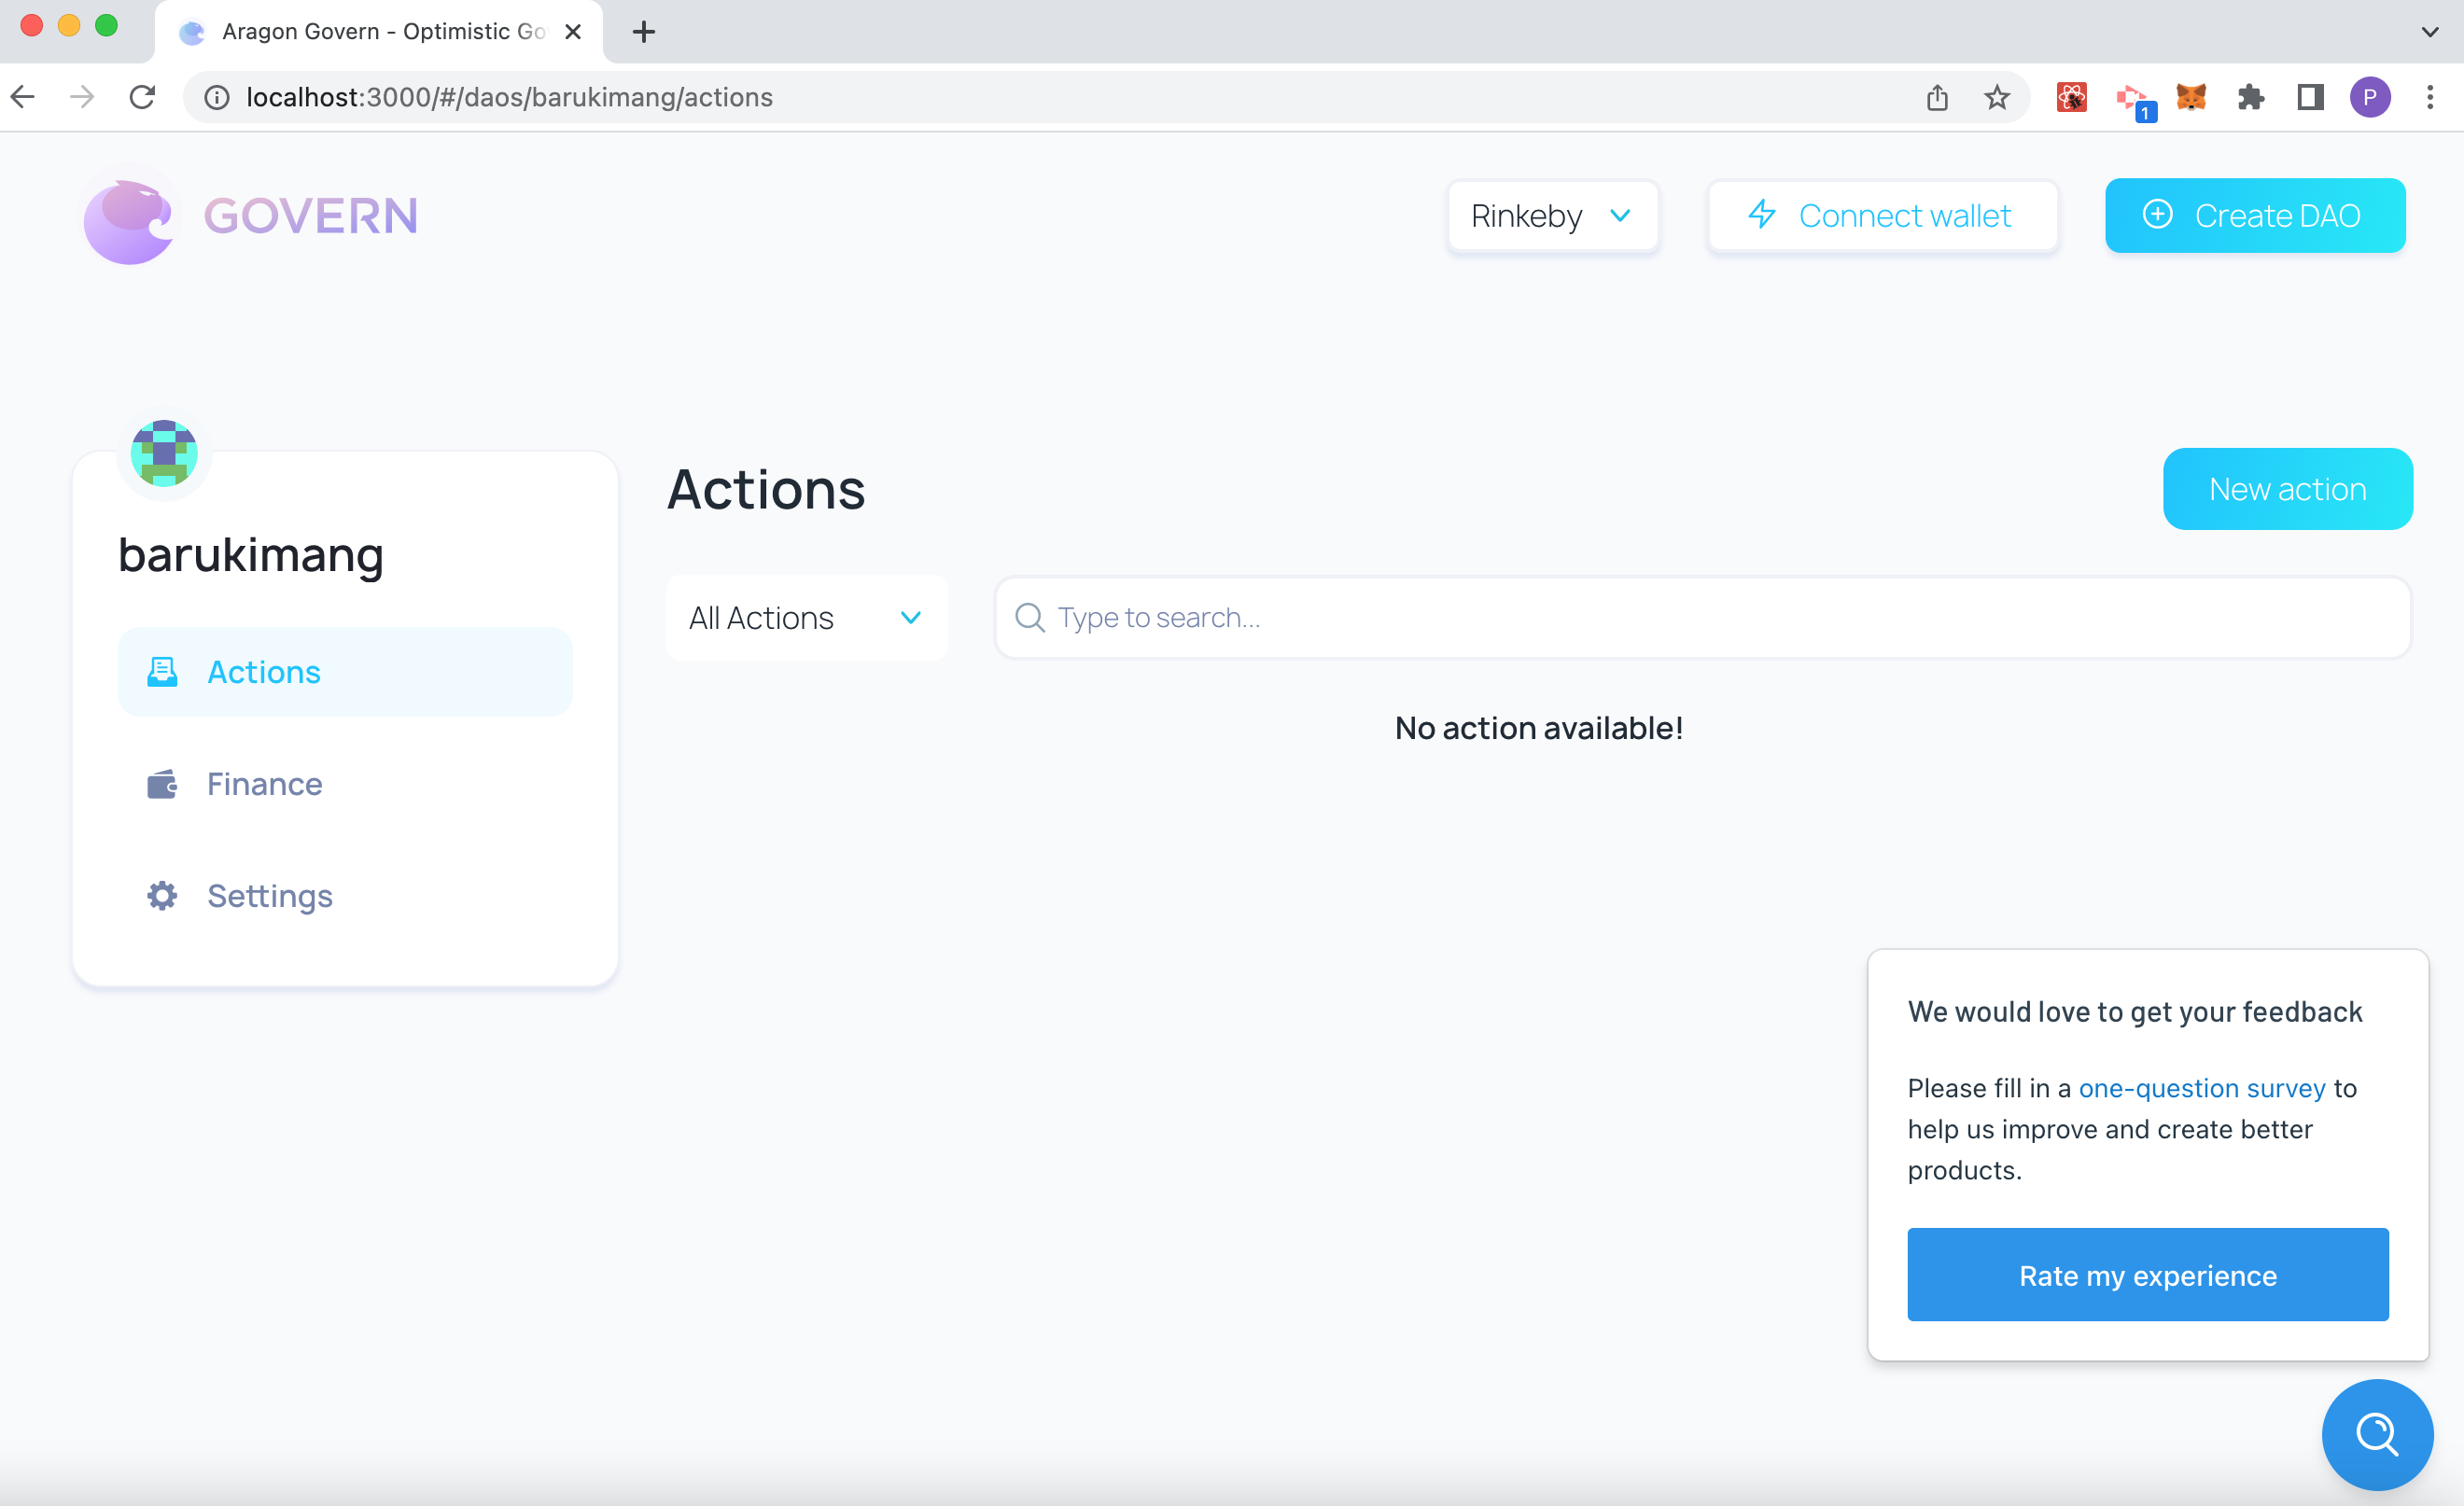 Aragon Govern - Optimistic Go
localhost:3000/#/daos/barukimang/actions
1
P
GOVERN
Rinkeby
Connect wallet
Create DAO
barukimang
Actions
Finance
Settings
Actions
New action
All Actions
Type to search...
No action available!
We would love to get your feedback
Please fill in a one-question survey to
help us improve and create better
products.
Rate my experience